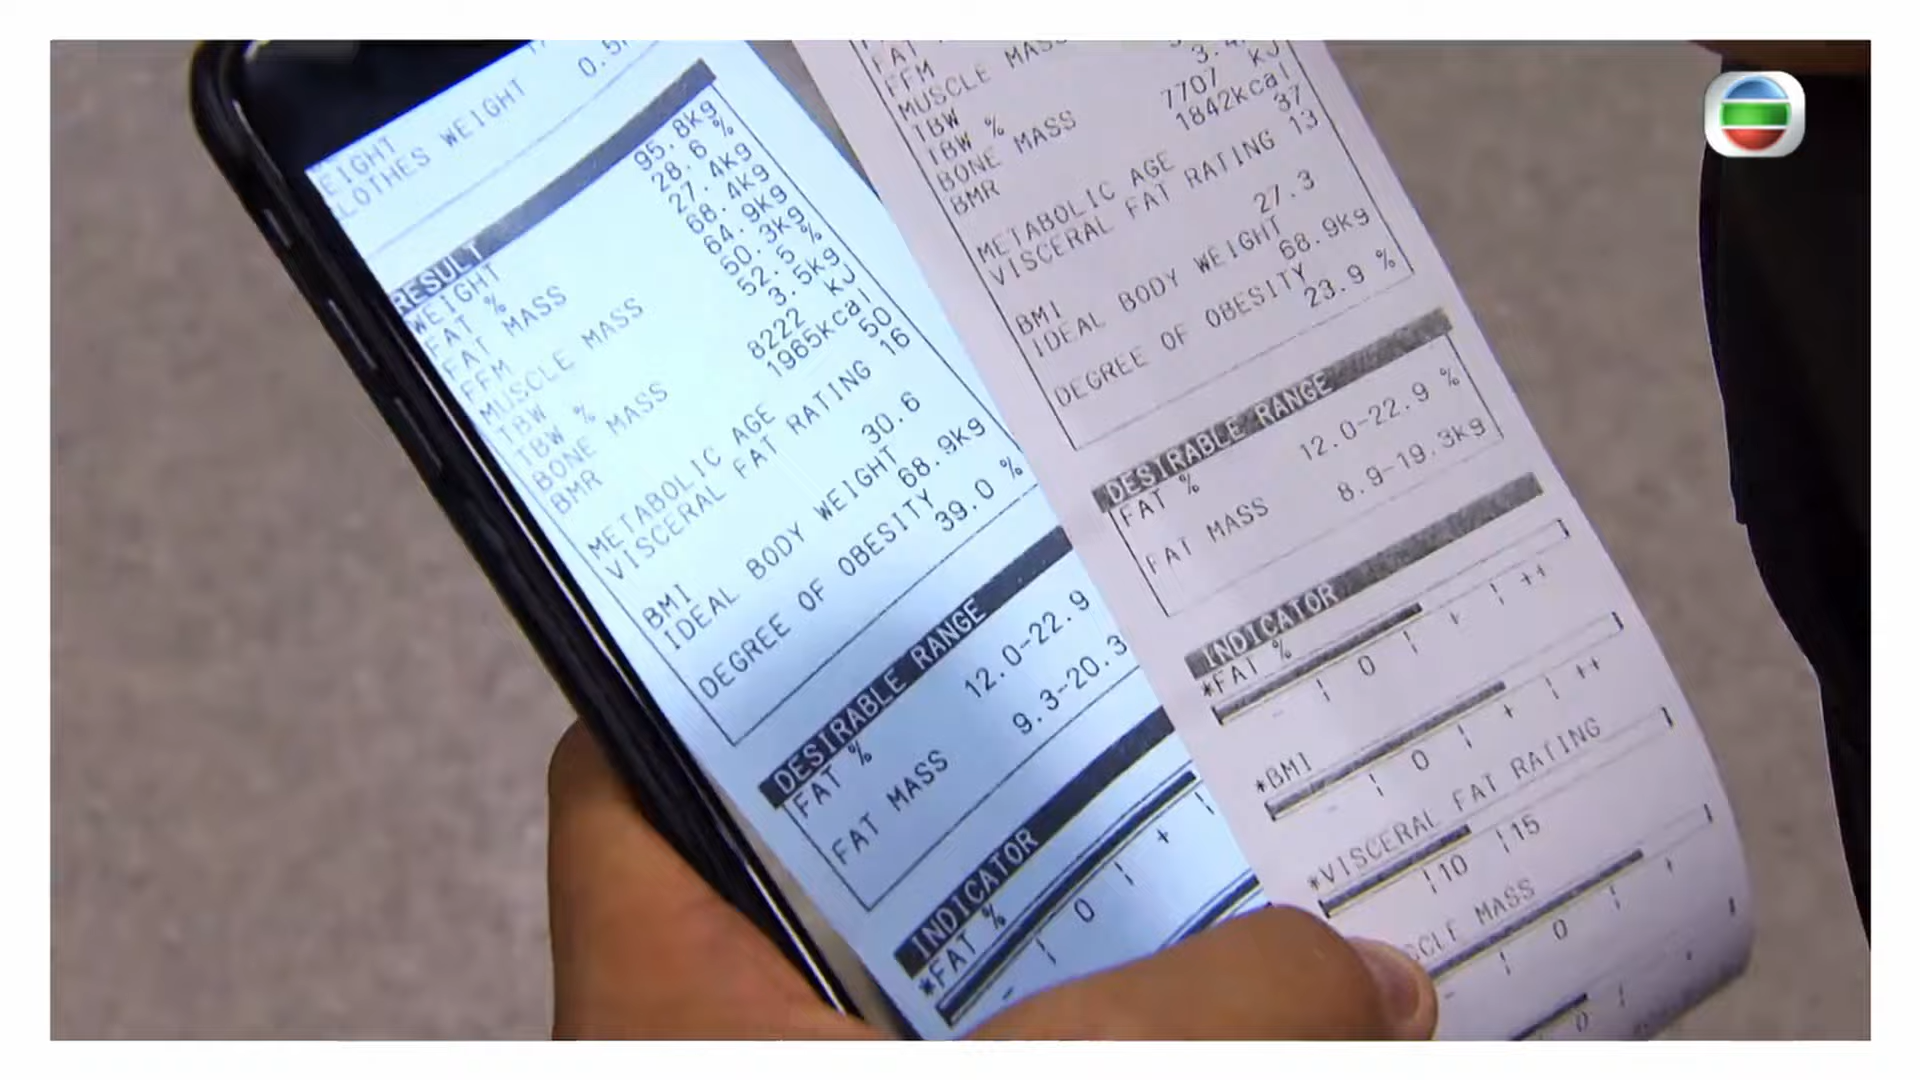 CLOTHES WEIGHT
RESULT
WEIGHT 95.8kg
FAT % 28.6 %
FAT MASS 27.4kg
FFM 68.4kg
MUSCLE MASS 64.9kg
TBW 50.3kg
TBW % 52.5 %
BONE MASS 3.5kg
BMR 8222 kJ
1985kcal
METABOLIC AGE 50
VISCERAL FAT RATING 16
BMI 30.6
IDEAL BODY WEIGHT 68.9kg
DEGREE OF OBESITY 39.0 %
DESIRABLE RANGE
FAT % 12.0-22.9
FAT MASS 9.3-20.3
INDICATOR
*FAT %
- 0 +
FFM
MUSCLE MASS
TBW
TBW %
BONE MASS
BMR 7707 kJ
1842kcal
METABOLIC AGE 37
VISCERAL FAT RATING 13
BMI 27.3
IDEAL BODY WEIGHT 68.9kg
DEGREE OF OBESITY 23.9 %
DESIRABLE RANGE
FAT % 12.0-22.9 %
FAT MASS 8.9-19.3kg
INDICATOR
*FAT %
- 0 + ++
*BMI
- 0 + ++
*VISCERAL FAT RATING
10 15
MASS
- 0 +
0